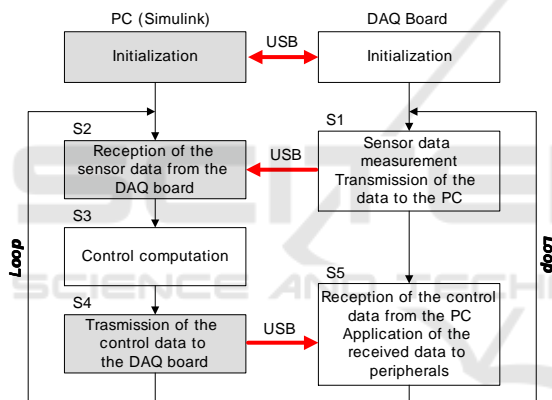 PC (Simulink)
DAQ Board
Initialization
USB
Initialization
S2
Reception of the
sensor data from the
DAQ board
USB
S1
Sensor data
measurement
Transmission of the
data to the PC
S3
Control computation
Loop
Loop
SCIENCE AND TECH
S4
Trasmission of the
control data to
the DAQ board
USB
S5
Reception of the control
data from the PC
Application of the
received data to
peripherals